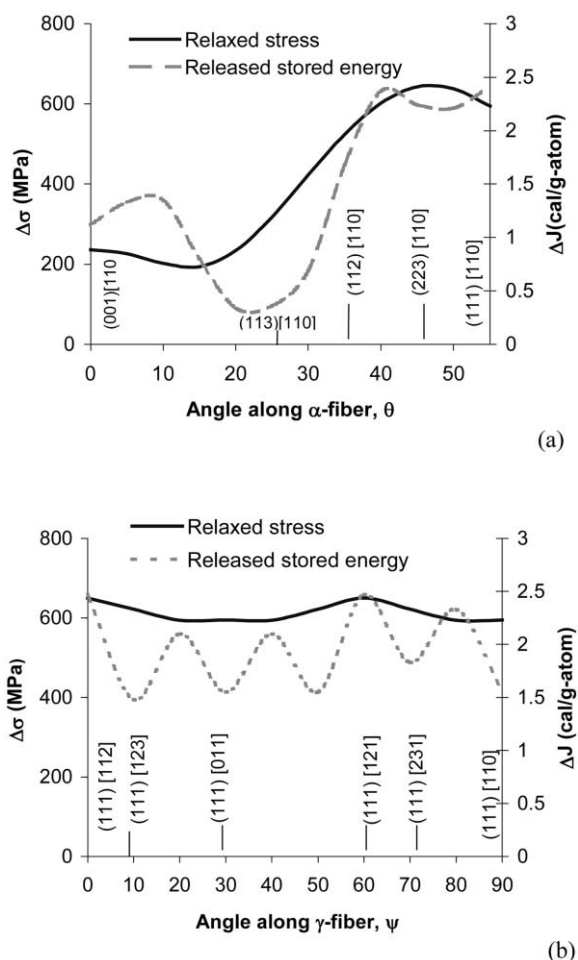 800
3
Relaxed stress
Released stored energy
2.5
600
2
400
1.5
1
200
0.5
0
0
Δσ (MPa)
ΔJ(cal/g-atom)
(001)[110
(113)[110]
(112) [110]
(223) [110]
(111) [110]
0 10 20 30 40 50
Angle along α-fiber, θ
(a)
Relaxed stress
Released stored energy
800
3
2.5
600
2
400
1.5
1
200
0.5
0
0
Δσ (MPa)
ΔJ (cal/g-atom)
(111) [112]
(111) [123]
(111) [011]
(111) [121]
(111) [231]
(111) [110]
0 10 20 30 40 50 60 70 80 90
Angle along γ-fiber, ψ
(b)